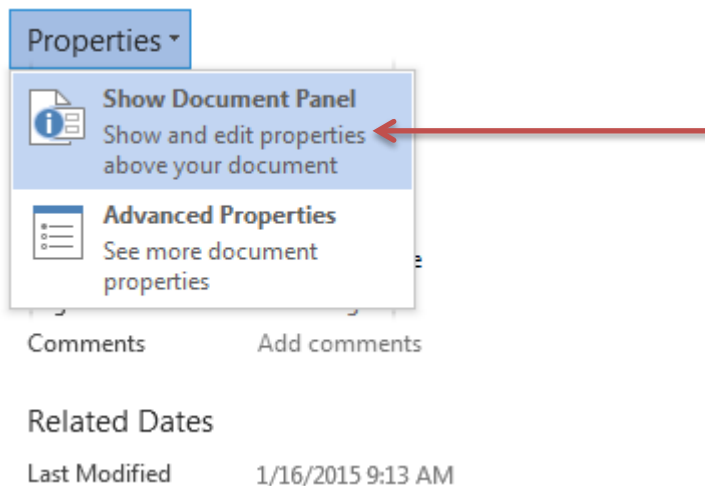 Properties
Show Document Panel
Show and edit properties
above your document
Advanced Properties
See more document
properties
Comments Add comments
Related Dates
Last Modified 1/16/2015 9:13 AM